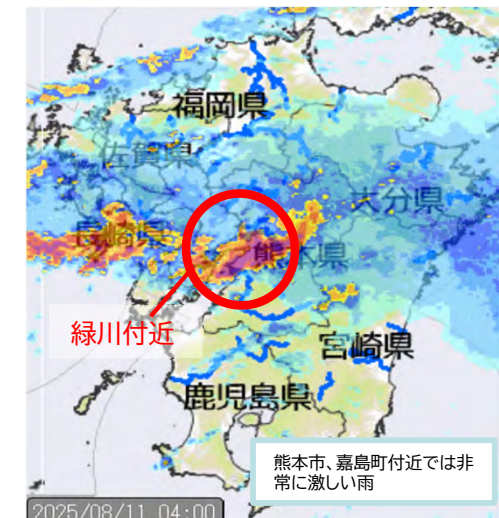 福岡県
佐賀県
大分県
長崎県
熊本県
緑川付近
宮崎県
鹿児島県
熊本市、嘉島町付近では非
常に激しい雨
2025/08/11 04:00